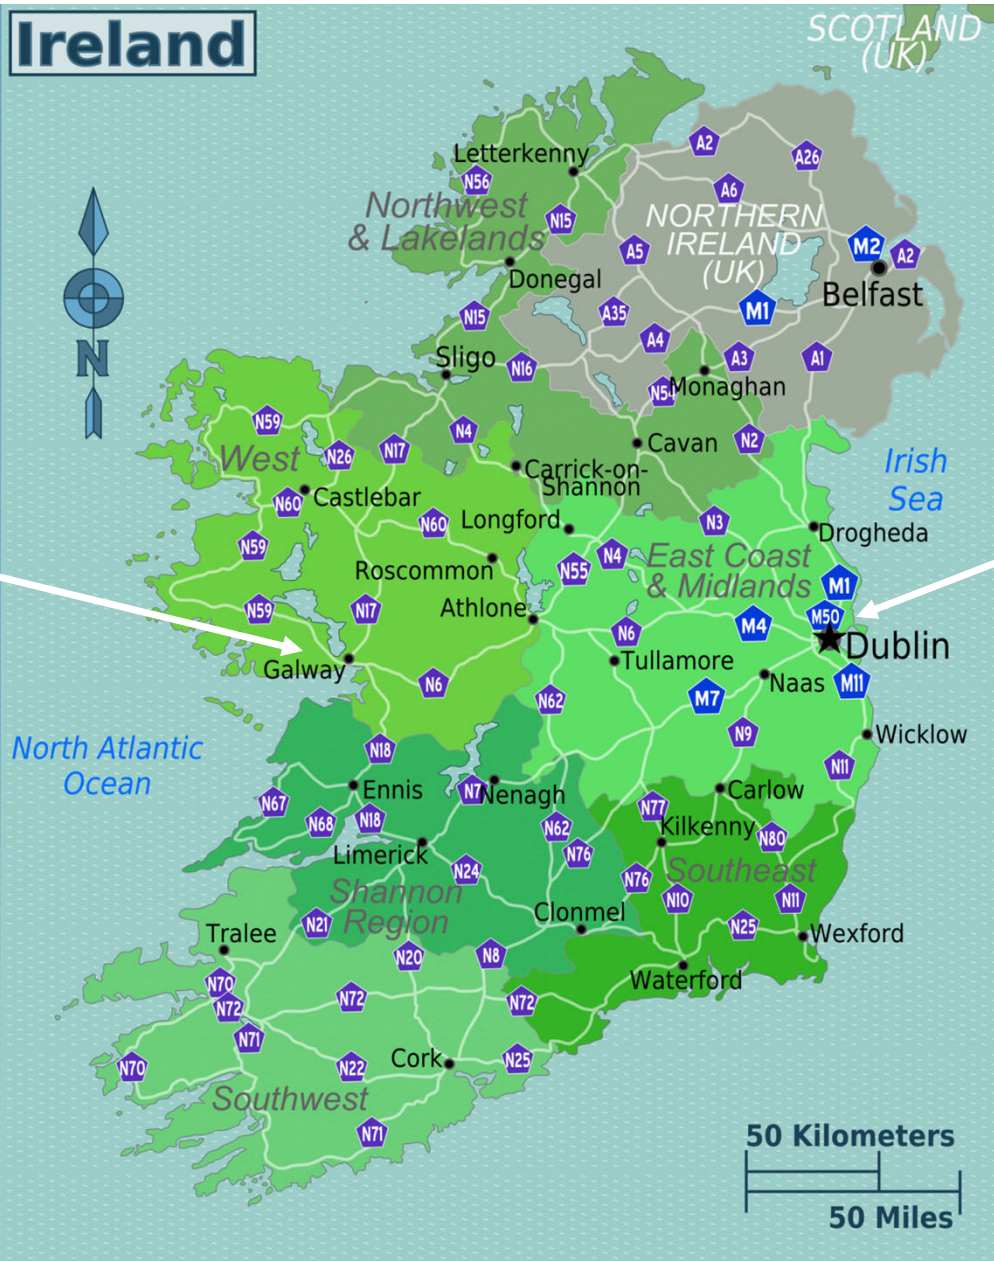 Ireland
SCOTLAND
(UK)
A2
A26
Letterkenny
N56
A6
Northwest
& Lakelands
N15
NORTHERN
IRELAND
(UK)
A5
M2
A2
Donegal
Belfast
N15
A35
M1
A4
N
Sligo
N16
A3
A1
N54
Monaghan
N59
N4
West
N26
N17
Cavan
N2
Irish
Sea
Carrick-on-
Shannon
Castlebar
N60
N60
Longford
N3
Drogheda
N59
N4
East Coast
& Midlands
Roscommon
N55
M1
N59
N17
Athlone
M50
N6
M4
Dublin
Galway
Tullamore
N6
Naas
M11
N62
M7
North Atlantic
Ocean
N18
N9
Wicklow
N11
Ennis
N7
Nenagh
Carlow
N67
N68
N18
N77
N62
Kilkenny
N80
Limerick
N76
N24
Southeast
N76
Shannon
Region
N10
N11
Clonmel
N21
N25
Wexford
Tralee
N20
N8
Waterford
N70
N72
N72
N72
N71
Cork
N25
N70
N22
Southwest
N71
50 Kilometers
50 Miles